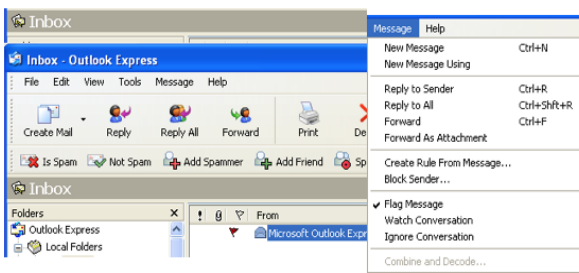 Inbox
Inbox - Outlook Express
File Edit View Tools Message Help
Create Mail Reply Reply All Forward Print De
Is Spam Not Spam Add Spammer Add Friend Sp
Inbox
Folders x ! From
Outlook Express Microsoft Outlook Expr
Local Folders
Message Help
New Message Ctrl+N
New Message Using
Reply to Sender Ctrl+R
Reply to All Ctrl+Shft+R
Forward Ctrl+F
Forward As Attachment
Create Rule From Message...
Block Sender...
Flag Message
Watch Conversation
Ignore Conversation
Combine and Decode...